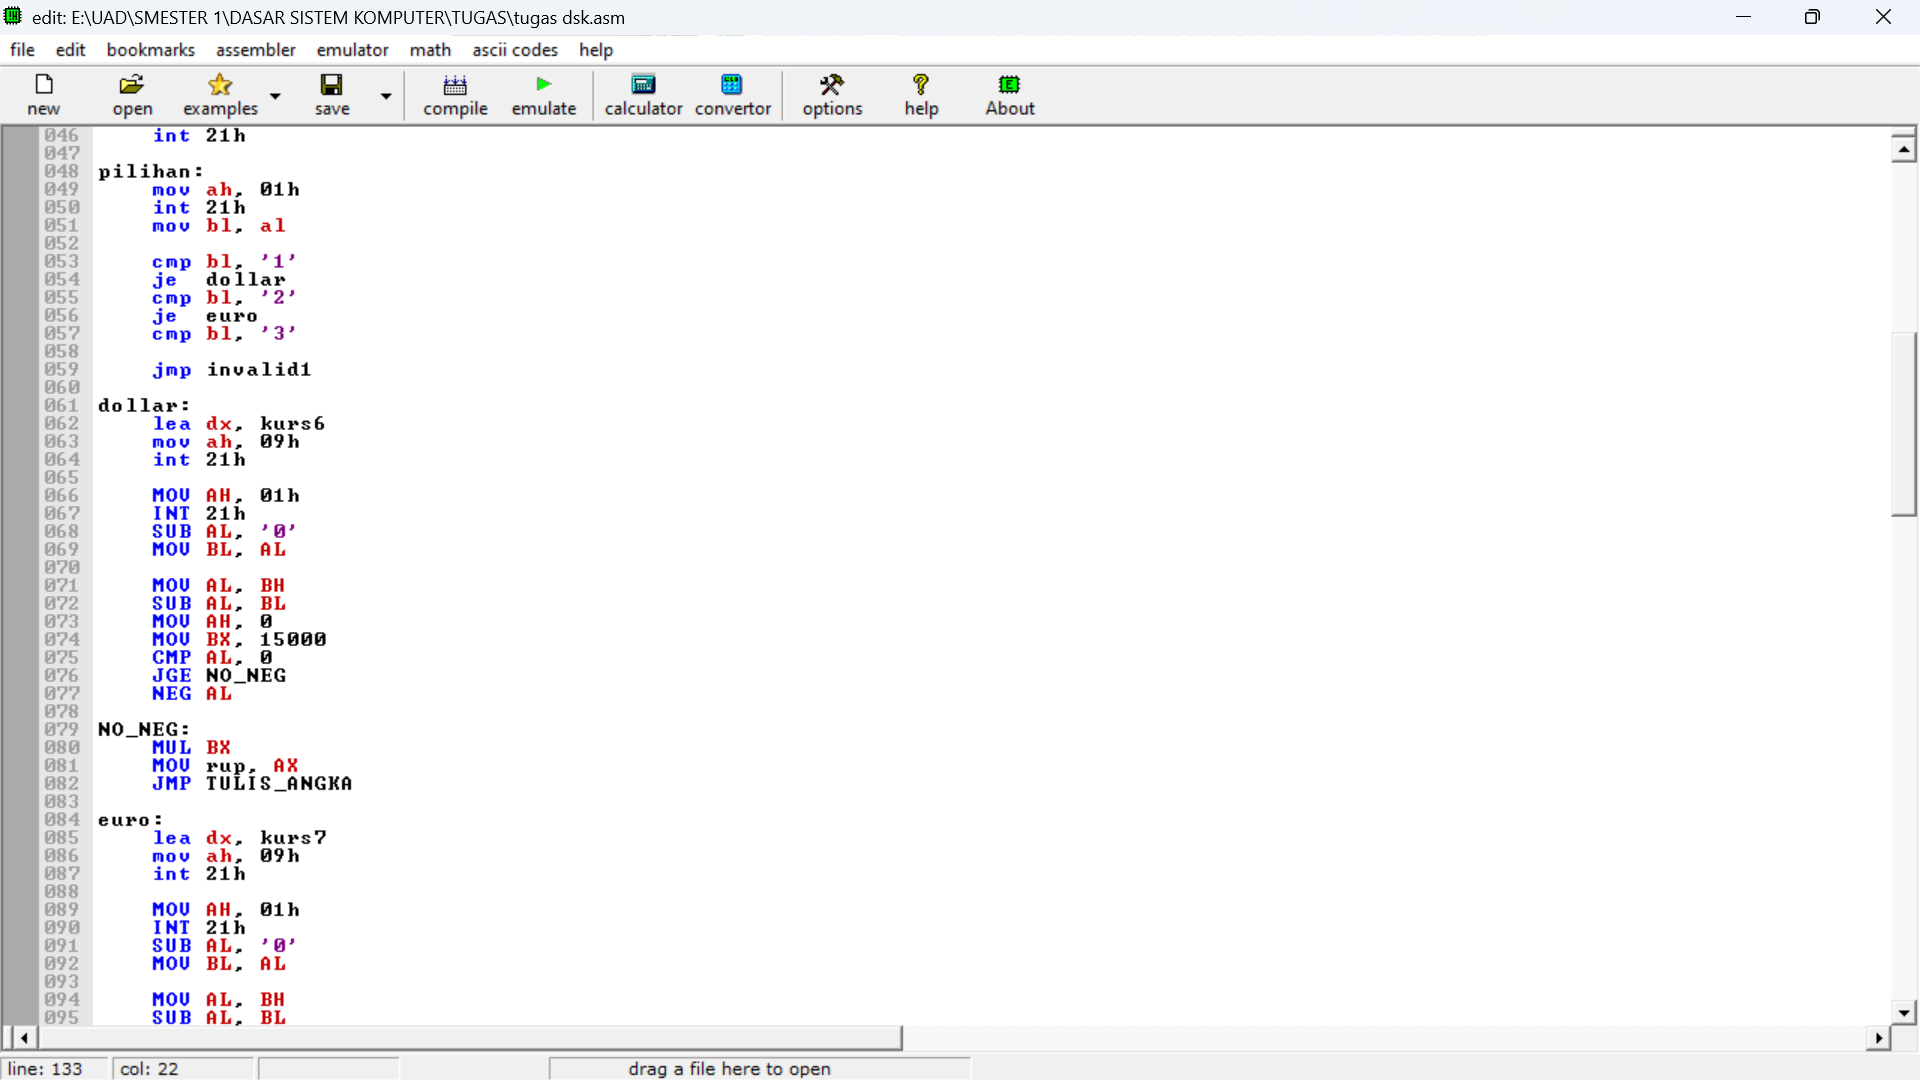 edit: E:\UAD\SMESTER 1\DASAR SISTEM KOMPUTER\TUGAS\tugas dsk.asm
file edit bookmarks assembler emulator math ascii codes help
new open examples save compile emulate calculator convertor options help About
046 int 21h
047
048 pilihan:
049 mov ah, 01h
050 int 21h
051 mov bl, al
052
053 cmp bl, '1'
054 je dollar
055 cmp bl, '2'
056 je euro
057 cmp bl, '3'
058
059 jmp invalid1
060
061 dollar:
062 lea dx, kurs6
063 mov ah, 09h
064 int 21h
065
066 MOV AH, 01h
067 INT 21h
068 SUB AL, '0'
069 MOV BL, AL
070
071 MOV AL, BH
072 SUB AL, BL
073 MOV AH, 0
074 MOV BX, 15000
075 CMP AL, 0
076 JGE NO_NEG
077 NEG AL
078
079 NO_NEG:
080 MUL BX
081 MOV rup, AX
082 JMP TULIS_ANGKA
083
084 euro:
085 lea dx, kurs7
086 mov ah, 09h
087 int 21h
088
089 MOV AH, 01h
090 INT 21h
091 SUB AL, '0'
092 MOV BL, AL
093
094 MOV AL, BH
095 SUB AL, BL
line: 133 col: 22 drag a file here to open